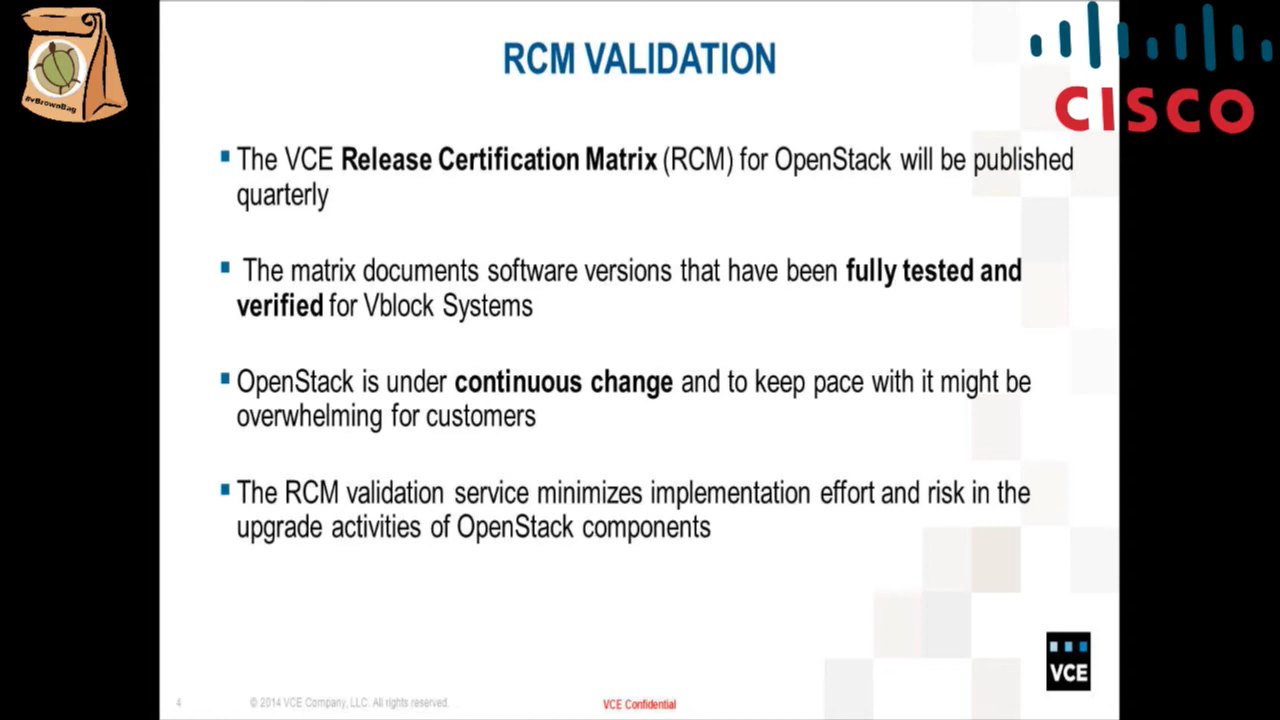 #vBrownBag
CISCO
RCM VALIDATION
The VCE Release Certification Matrix (RCM) for OpenStack will be published
quarterly
The matrix documents software versions that have been fully tested and
verified for Vblock Systems
OpenStack is under continuous change and to keep pace with it might be
overwhelming for customers
The RCM validation service minimizes implementation effort and risk in the
upgrade activities of OpenStack components
VCE
4
© 2014 VCE Company, LLC. All rights reserved.
VCE Confidential